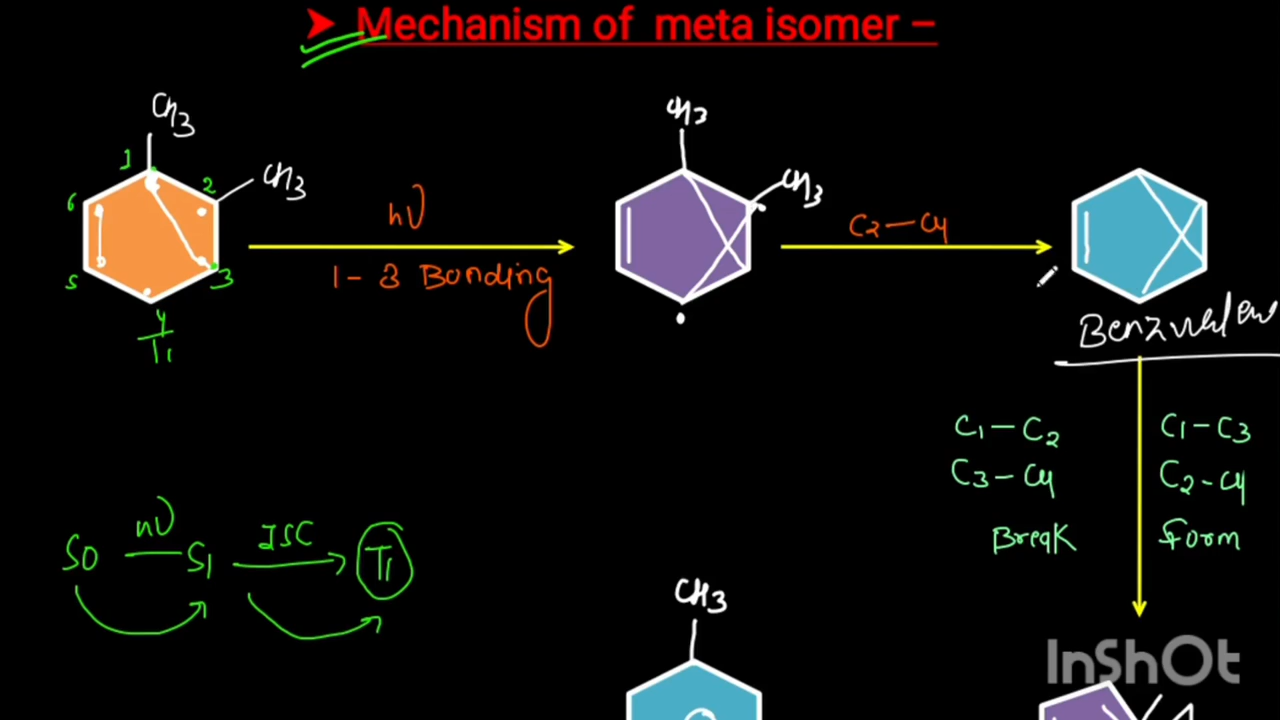 ➤ Mechanism of meta isomer –
CH3
CH3
1
2
3
4
5
6
T1
hν
1 – 3 Bonding
CH3
CH3
C2 – C4
C1 – C2
C3 – C4
Break
C1 – C3
C2 – C4
Form
S0 hν S1 ISC T1
CH3
InShOt